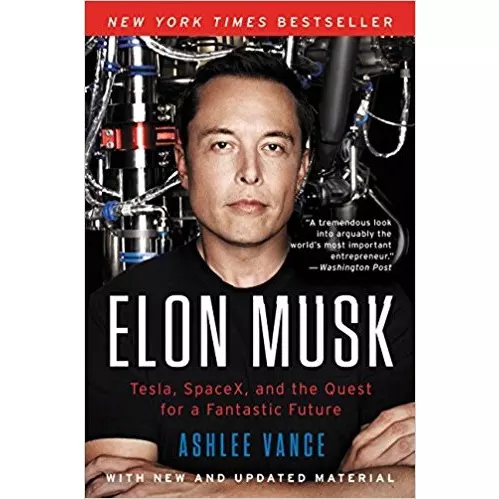 NEW YORK TIMES BESTSELLER
"A tremendous look
into arguably the
world's most important
entrepreneur."
—Washington Post
ELON MUSK
Tesla, SpaceX, and the Quest
for a Fantastic Future
ASHLEE VANCE
WITH NEW AND UPDATED MATERIAL